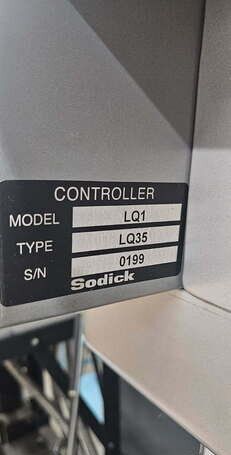 CONTROLLER
MODEL LQ1
TYPE LQ35
S/N 0199
Sodick